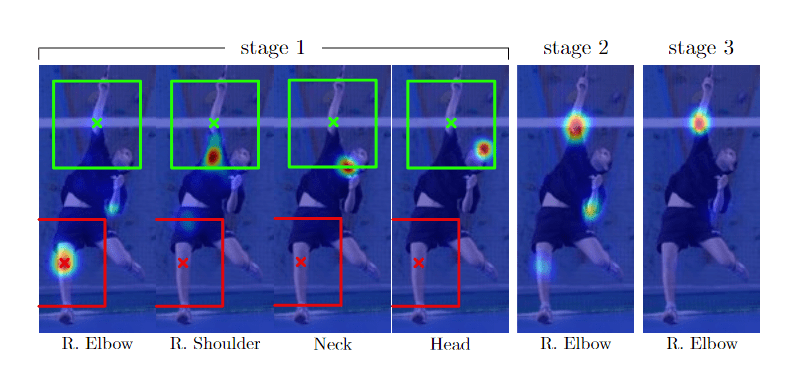 stage 1
stage 2
stage 3
R. Elbow
R. Shoulder
Neck
Head
R. Elbow
R. Elbow